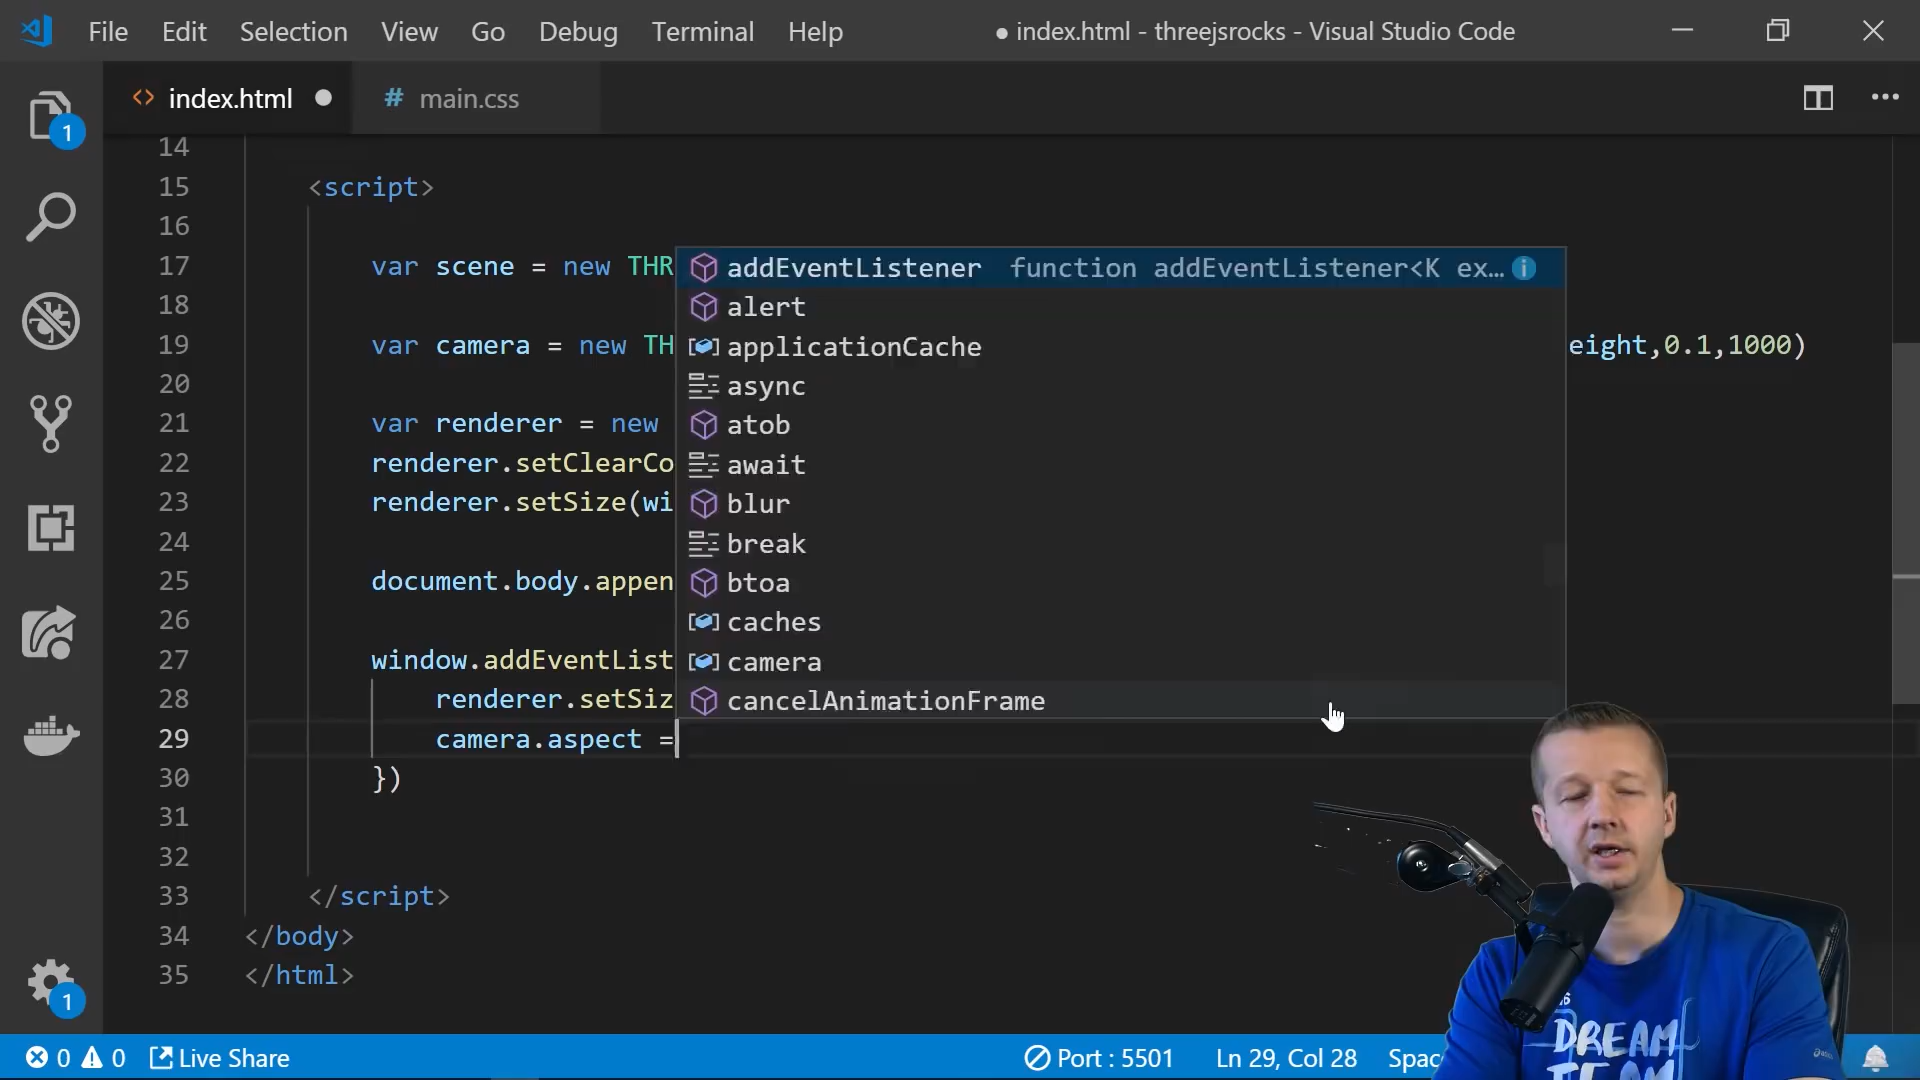 File Edit Selection View Go Debug Terminal Help ● index.html - threejsrocks - Visual Studio Code
index.html ● # main.css
1
14
15 <script>
16
17 var scene = new THR
18
19 var camera = new TH eight,0.1,1000)
20
21 var renderer = new
22 renderer.setClearCo
23 renderer.setSize(wi
24
25 document.body.appen
26
27 window.addEventList
28 renderer.setSiz
29 camera.aspect =
30 })
31
32
33 </script>
34 </body>
35 </html>
addEventListener function addEventListener<K ex…
alert
applicationCache
async
atob
await
blur
break
btoa
caches
camera
cancelAnimationFrame
1
0 0 Live Share Port : 5501 Ln 29, Col 28 Spac
DREAM
TEAM